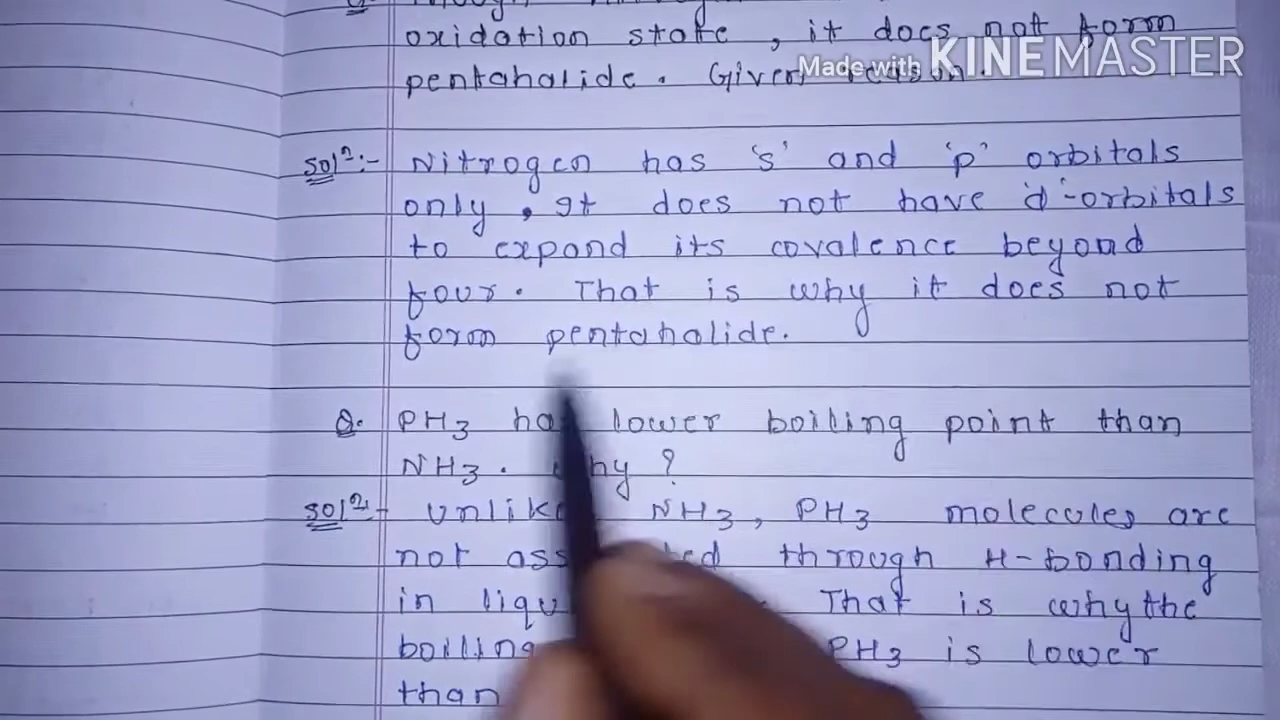 oxidation state, it does not form
Made with KINEMASTER
pentahalide. Given reason.
Solⁿ:- Nitrogen has 's' and 'p' orbitals
only, It does not have 'd'-orbitals
to expand its covalence beyond
four. That is why it does not
form pentahalide.
Q. PH3 has lower boiling point than
NH3. Why?
Solⁿ:- Unlike NH3, PH3 molecules are
not through H-bonding
in That is why the
boiling PH3 is lower
than